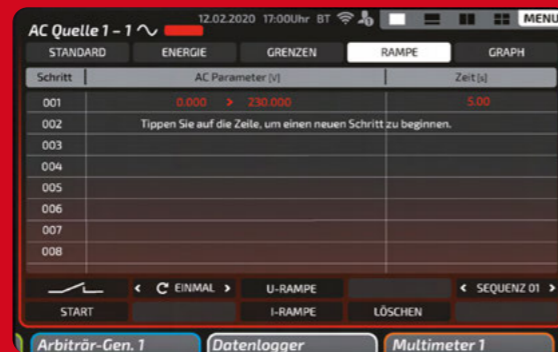 AC Quelle 1 – 1 12.02.2020 17:00Uhr BT MENU
STANDARD ENERGIE GRENZEN RAMPE GRAPH
Schritt AC Parameter [V] Zeit [s]
001 0.000 > 230.000 5.00
002 Tippen Sie auf die Zeile, um einen neuen Schritt zu beginnen.
003
004
005
006
007
008
< EINMAL > U-RAMPE < SEQUENZ 01 >
START I-RAMPE LÖSCHEN
Arbiträr-Gen. 1 Datenlogger Multimeter 1